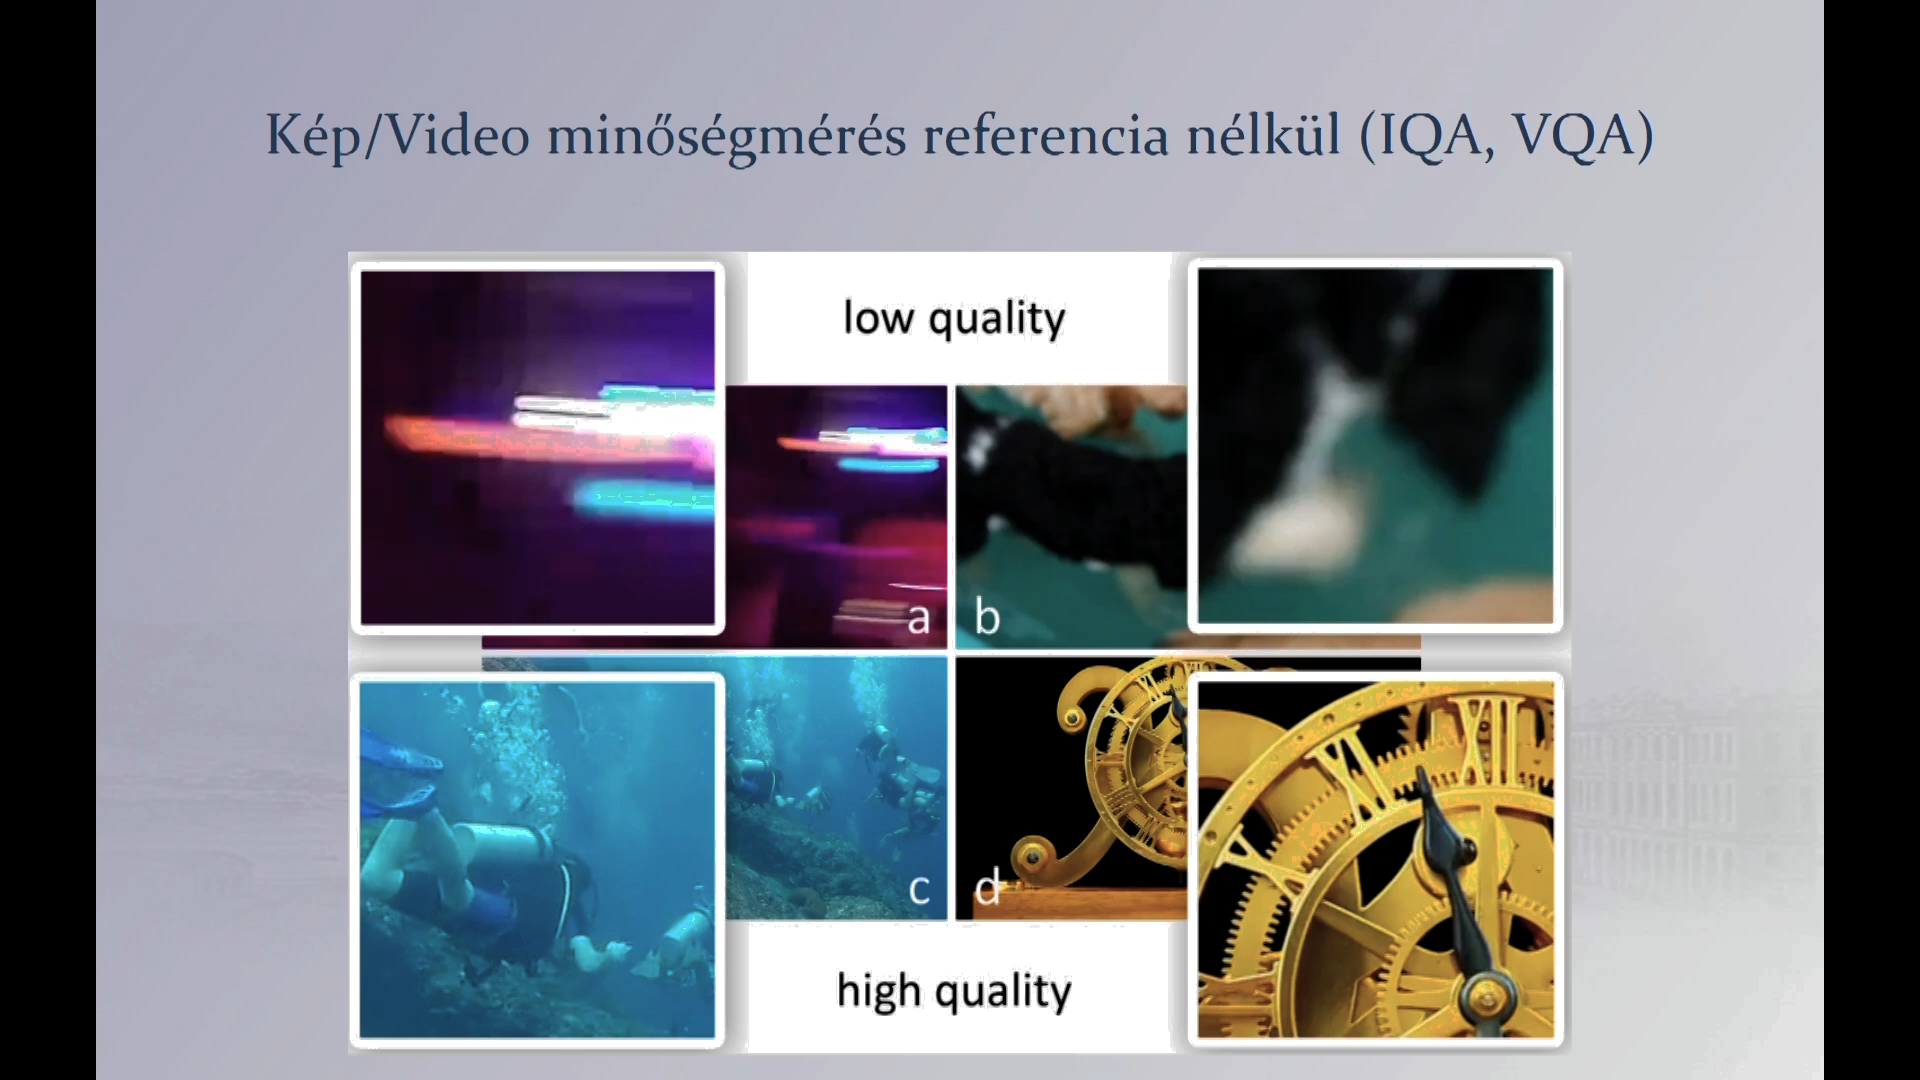 Kép/Video minőségmérés referencia nélkül (IQA, VQA)
low quality
a
b
c
d
high quality